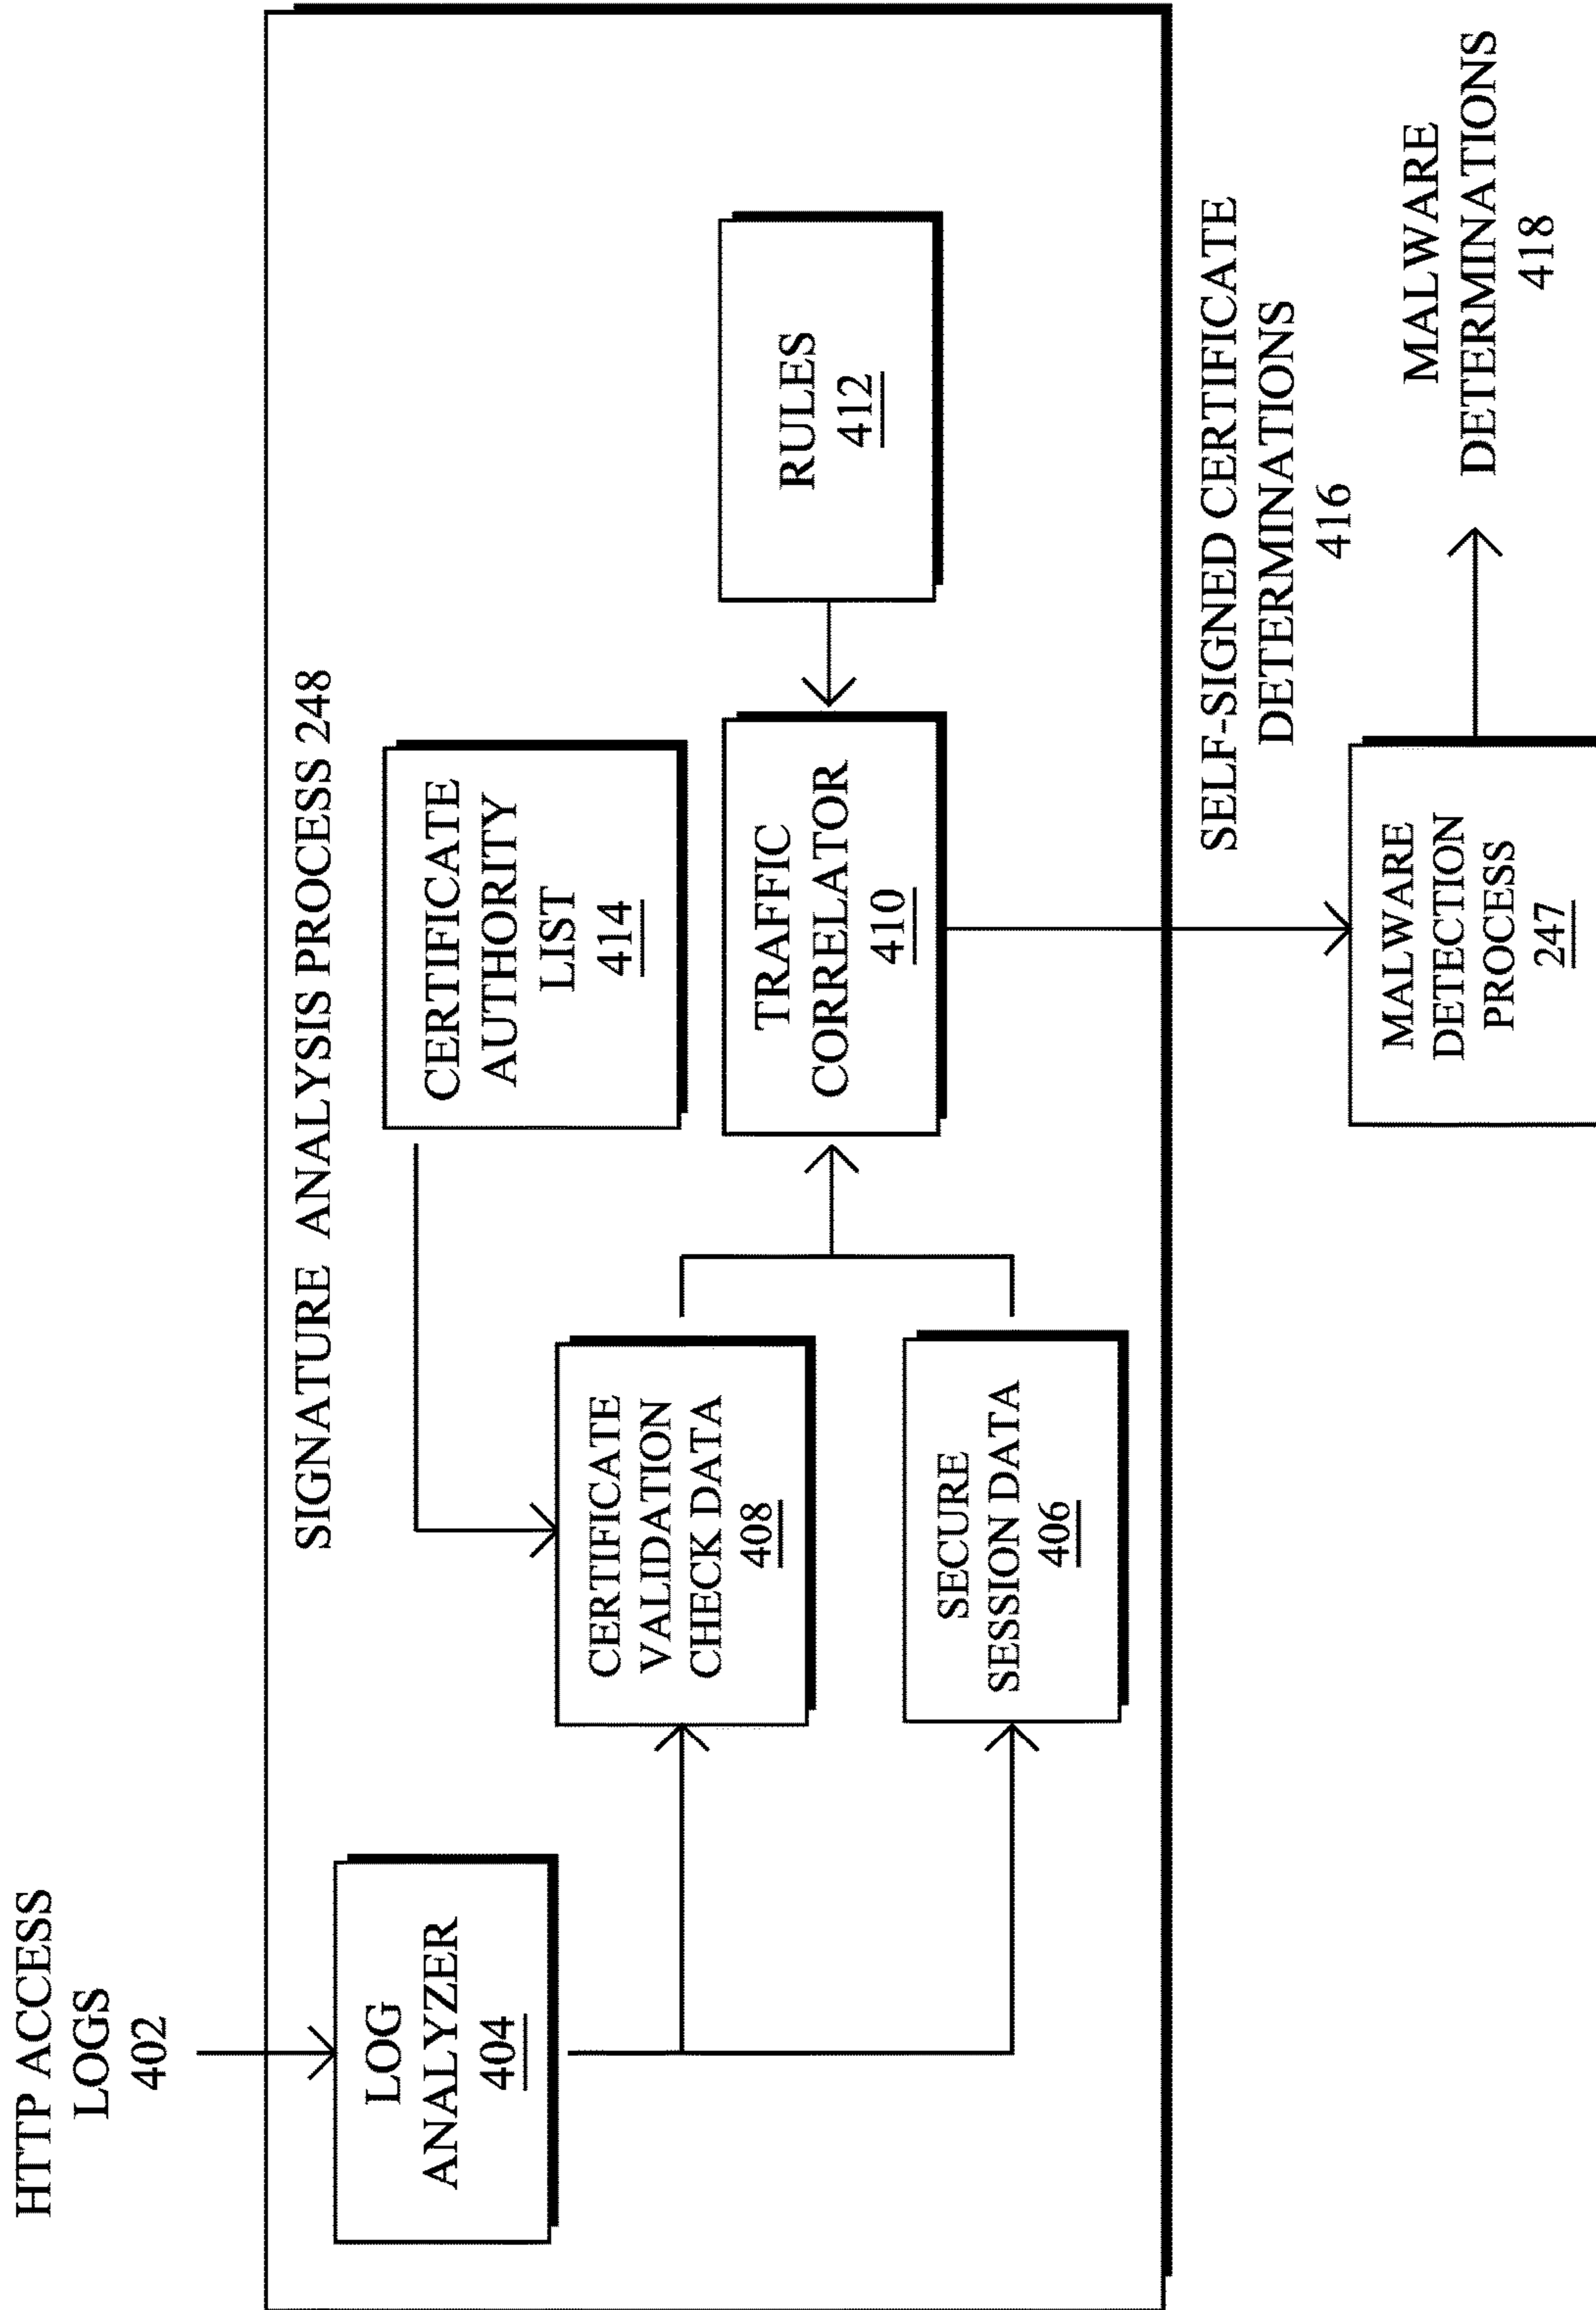 HTTP ACCESS
LOGS
402
SIGNATURE ANALYSIS PROCESS 248
LOG
ANALYZER
404
CERTIFICATE
VALIDATION
CHECK DATA
408
SECURE
SESSION DATA
406
CERTIFICATE
AUTHORITY
LIST
414
TRAFFIC
CORRELATOR
410
RULES
412
SELF-SIGNED CERTIFICATE
DETERMINATIONS
416
MALWARE
DETECTION
PROCESS
247
MALWARE
DETERMINATIONS
418